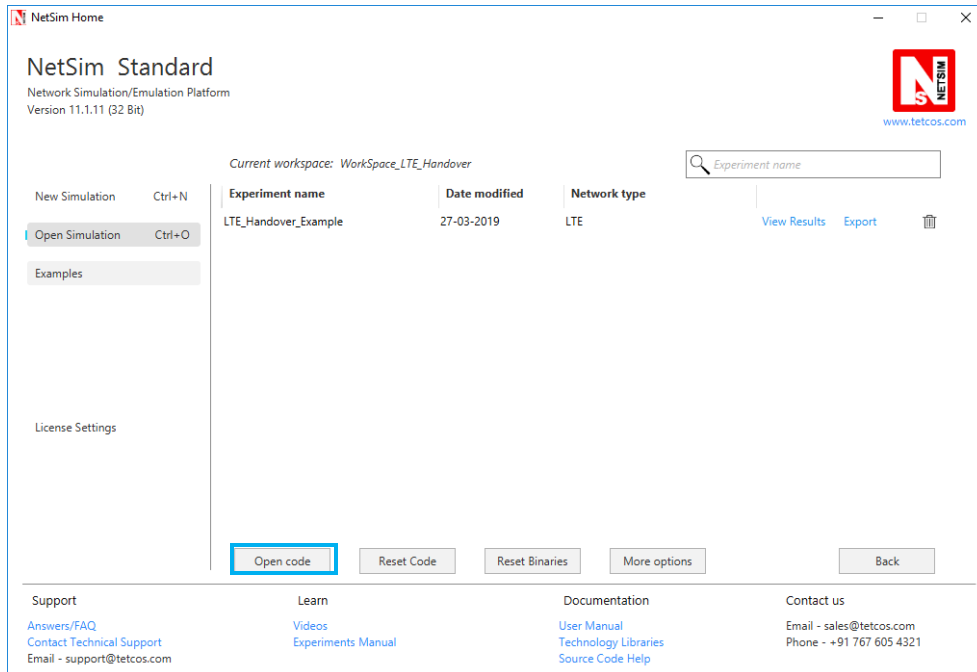 NetSim Home
NetSim Standard
Network Simulation/Emulation Platform
Version 11.1.11 (32 Bit)
N
S
NETSIM
www.tetcos.com
Current workspace: WorkSpace_LTE_Handover
Experiment name
New Simulation Ctrl+N
Open Simulation Ctrl+O
Examples
License Settings
Experiment name Date modified Network type
LTE_Handover_Example 27-03-2019 LTE View Results Export
Open code Reset Code Reset Binaries More options Back
Support
Answers/FAQ
Contact Technical Support
Email - support@tetcos.com
Learn
Videos
Experiments Manual
Documentation
User Manual
Technology Libraries
Source Code Help
Contact us
Email - sales@tetcos.com
Phone - +91 767 605 4321